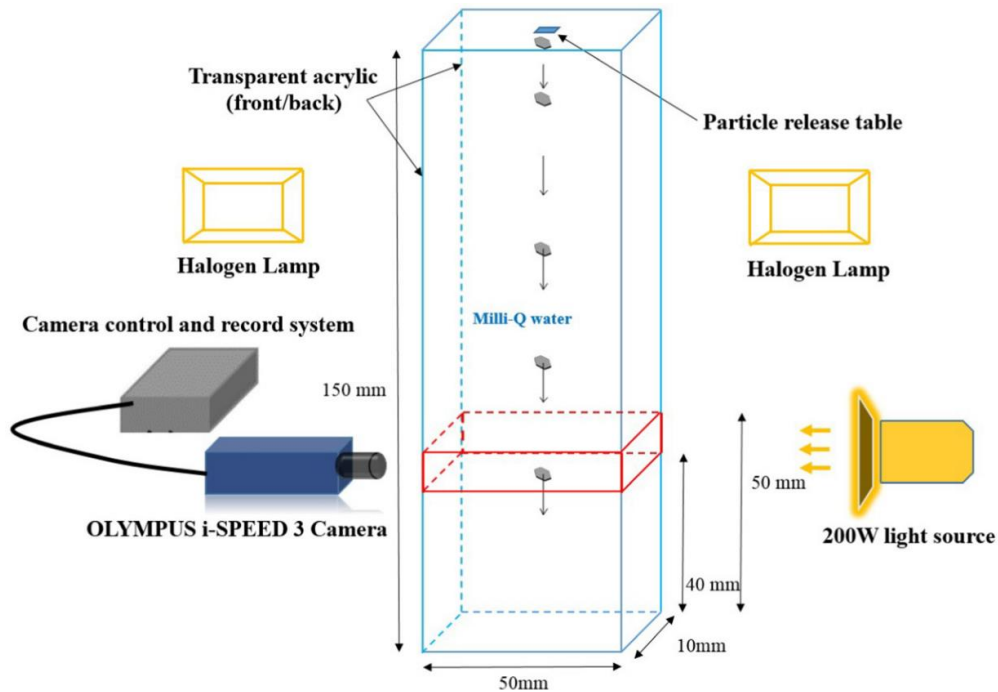 Transparent acrylic
(front/back)
Particle release table
Halogen Lamp
Halogen Lamp
Milli-Q water
Camera control and record system
150 mm
50 mm
OLYMPUS i-SPEED 3 Camera
200W light source
40 mm
10mm
50mm